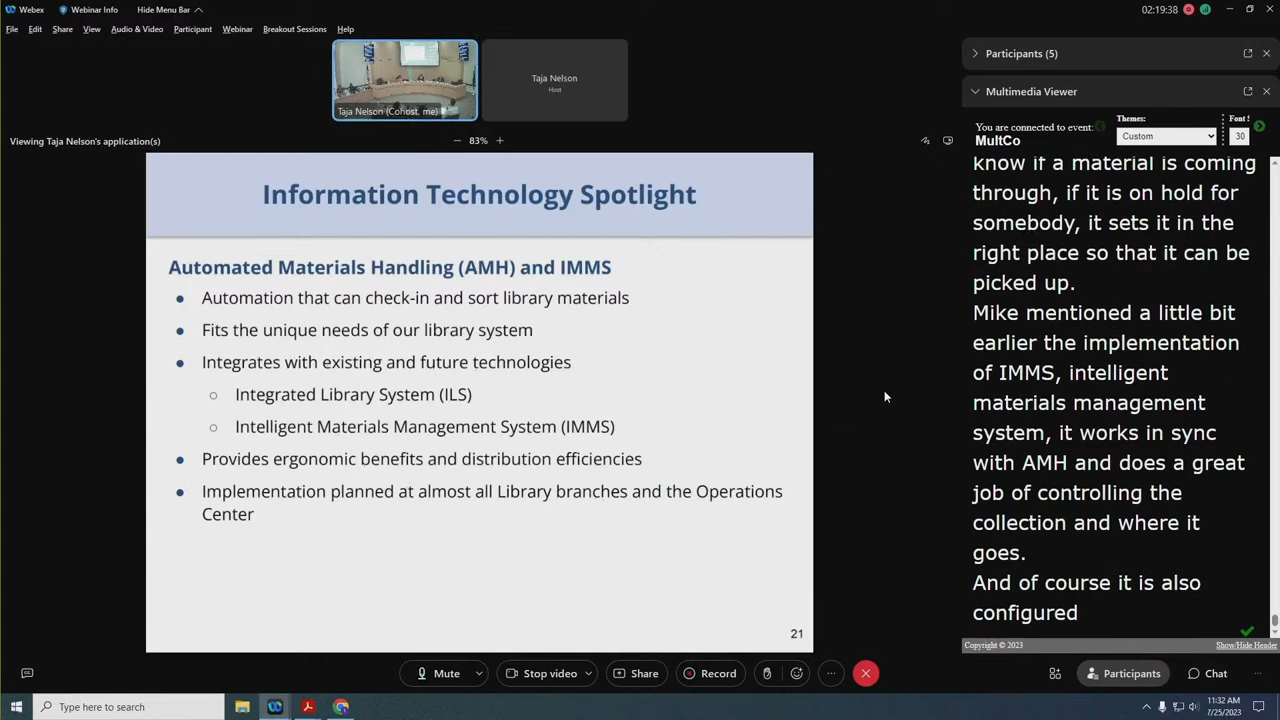 Webex
Webinar Info
Hide Menu Bar
02:19:38
File
Edit
Share
View
Audio & Video
Participant
Webinar
Breakout Sessions
Help
Taja Nelson (Cohost, me)
Taja Nelson
Host
Viewing Taja Nelson's application(s)
83%
Information Technology Spotlight
Automated Materials Handling (AMH) and IMMS
Automation that can check-in and sort library materials
Fits the unique needs of our library system
Integrates with existing and future technologies
Integrated Library System (ILS)
Intelligent Materials Management System (IMMS)
Provides ergonomic benefits and distribution efficiencies
Implementation planned at almost all Library branches and the Operations
Center
21
Participants (5)
Multimedia Viewer
You are connected to event:
MultCo
Themes:
Custom
Font
30
know if a material is coming
through, if it is on hold for
somebody, it sets it in the
right place so that it can be
picked up.
Mike mentioned a little bit
earlier the implementation
of IMMS, intelligent
materials management
system, it works in sync
with AMH and does a great
job of controlling the
collection and where it
goes.
And of course it is also
configured
Copyright © 2023
Show/Hide Header
Mute
Stop video
Share
Record
Participants
Chat
Type here to search
11:32 AM
7/25/2023